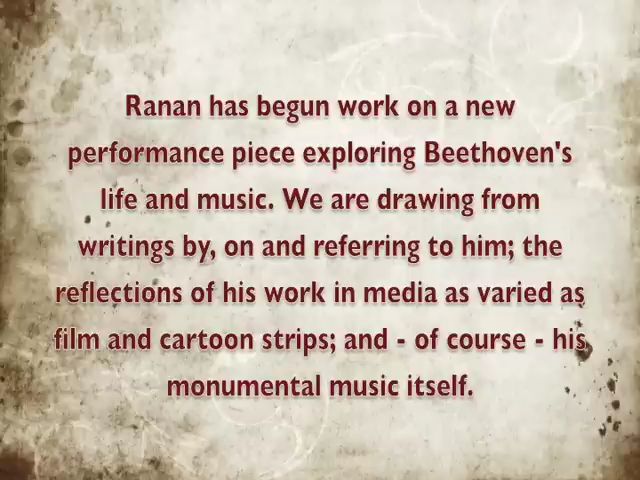 Ranan has begun work on a new
performance piece exploring Beethoven's
life and music. We are drawing from
writings by, on and referring to him; the
reflections of his work in media as varied as
film and cartoon strips; and - of course - his
monumental music itself.